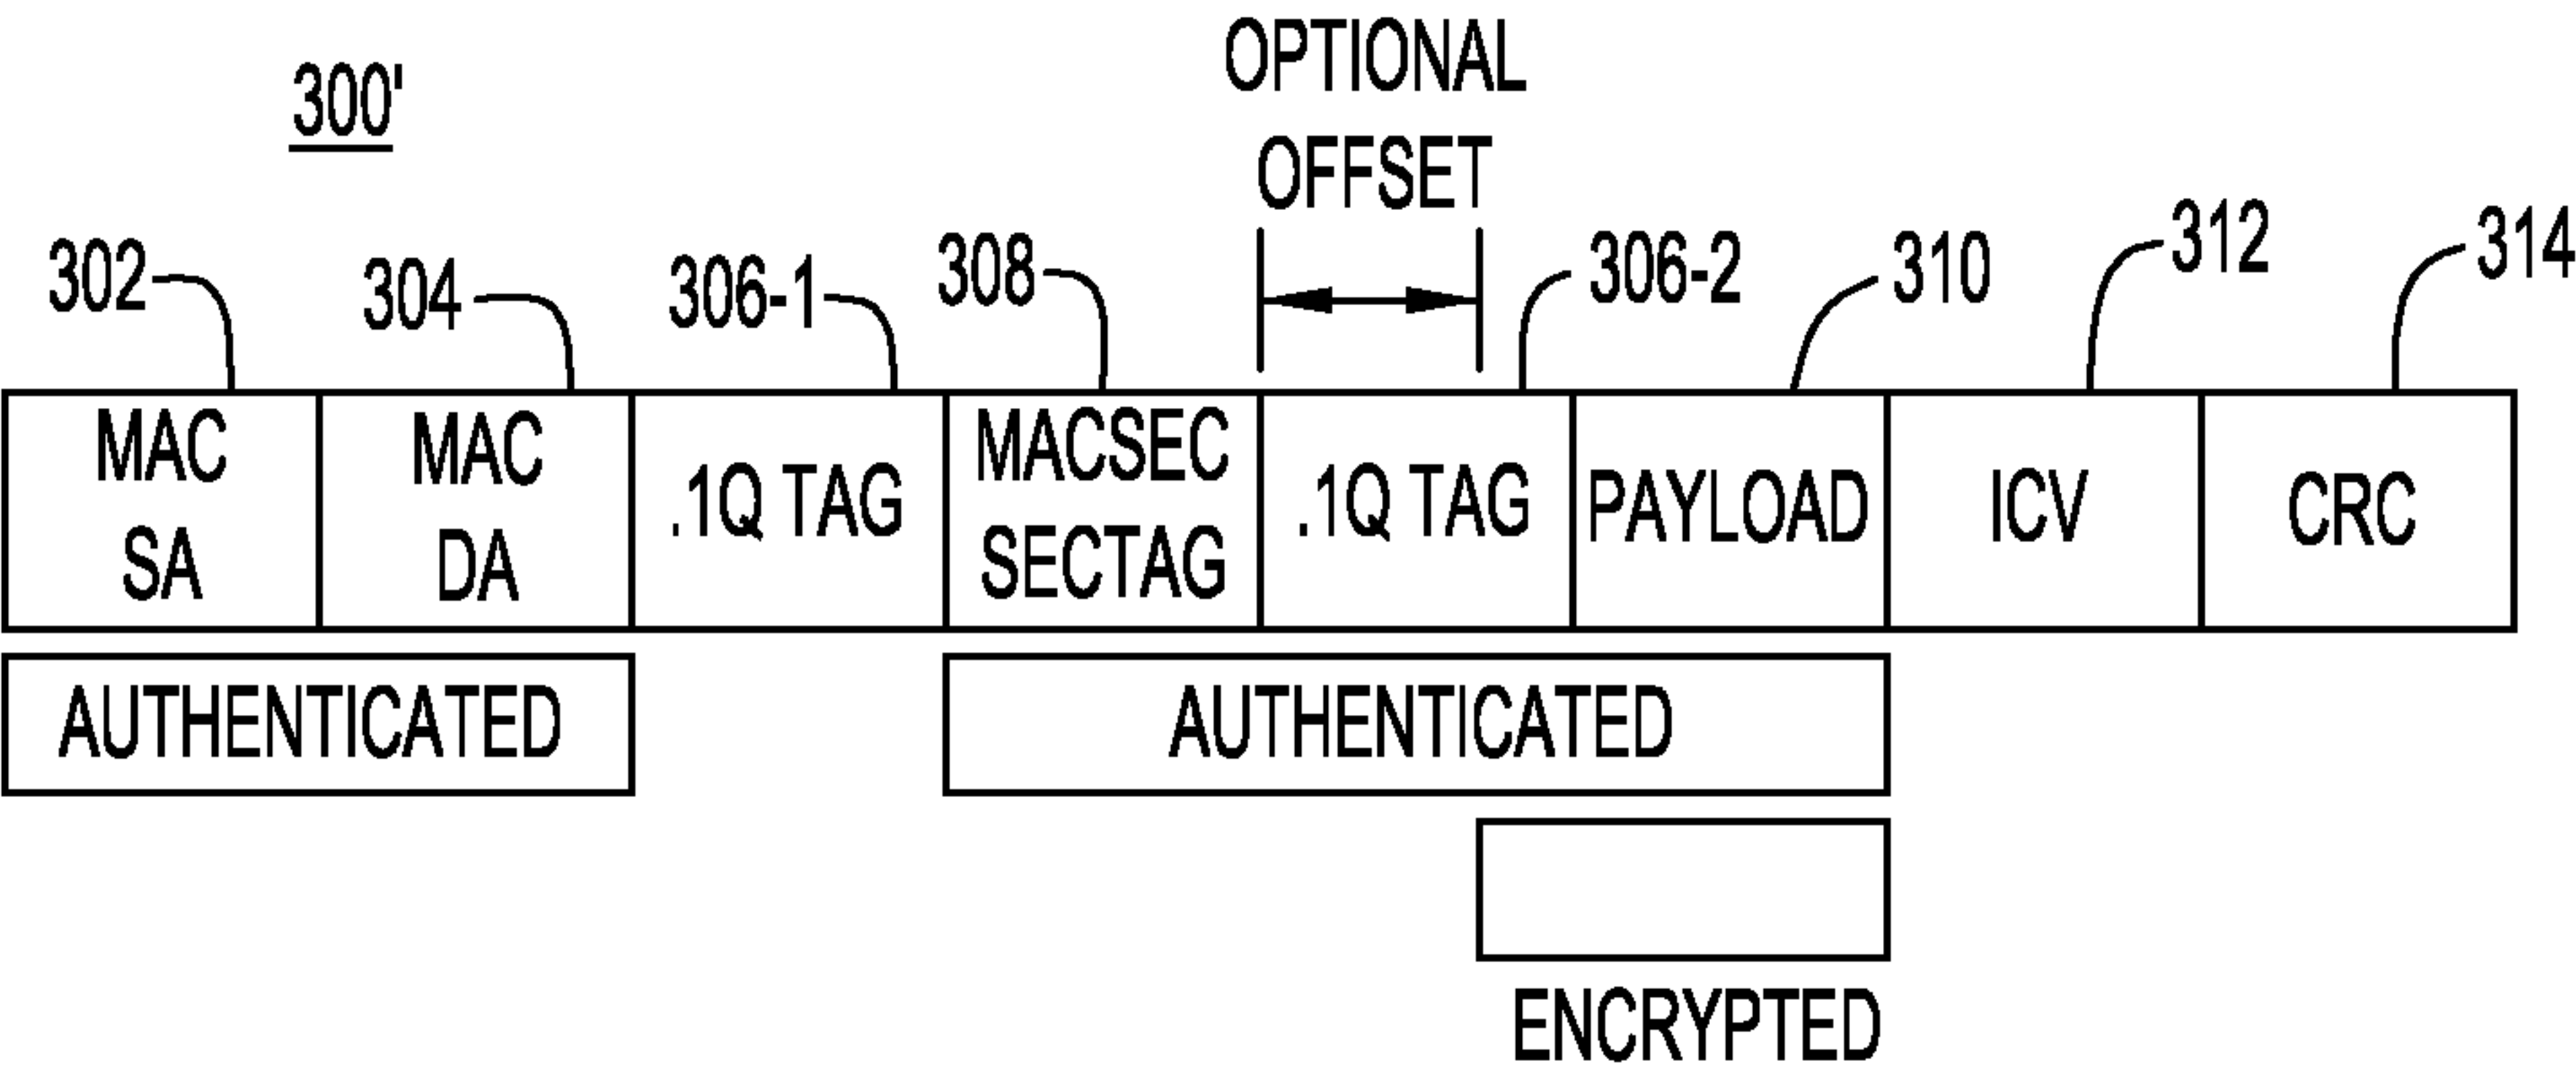 OPTIONAL
OFFSET
300'
302
304
306-1
308
306-2
310
312
314
MAC
SA
MAC
DA
.1Q TAG
MACSEC
SECTAG
.1Q TAG
PAYLOAD
ICV
CRC
AUTHENTICATED
AUTHENTICATED
ENCRYPTED